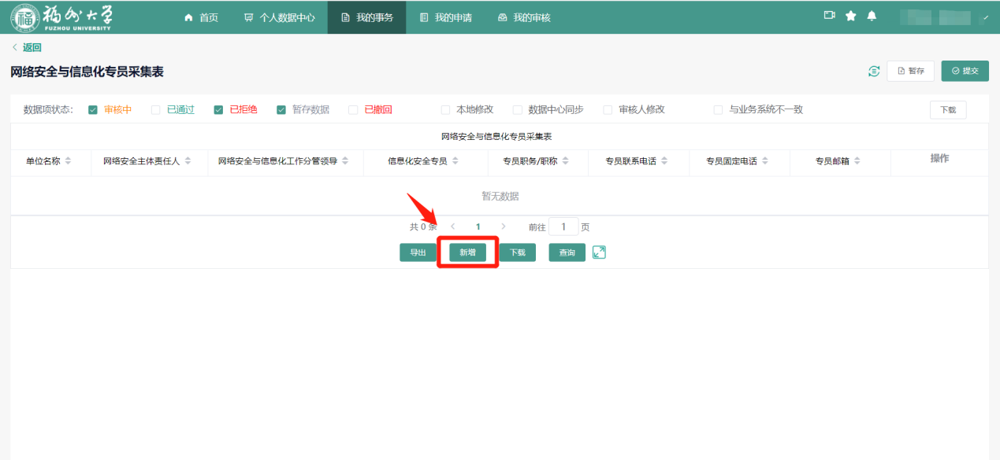 福州大学
FUZHOU UNIVERSITY
首页 个人数据中心 我的事务 我的申请 我的审核
返回
网络安全与信息化专员采集表
暂存 提交
数据项状态： 审核中 已通过 已拒绝 暂存数据 已撤回 本地修改 数据中心同步 审核人修改 与业务系统不一致 下载
网络安全与信息化专员采集表
单位名称 网络安全主体责任人 网络安全与信息化工作分管领导 信息化安全专员 专员职务/职称 专员联系电话 专员固定电话 专员邮箱 操作
暂无数据
共 0 条 1 前往 1 页
导出 新增 下载 查询